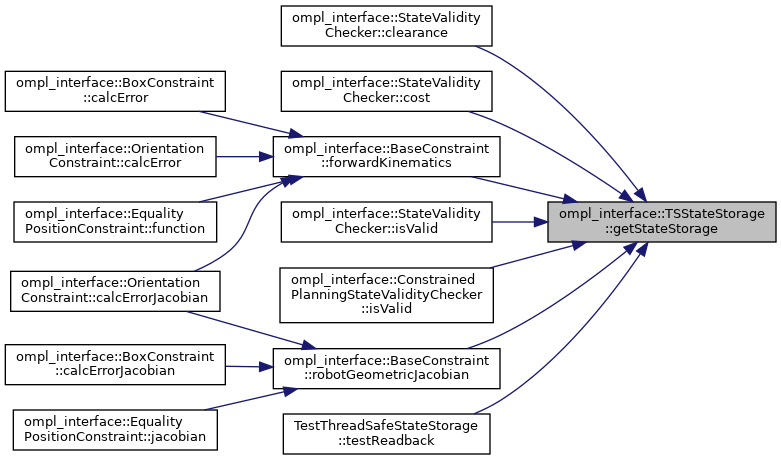 ompl_interface::StateValidity
Checker::clearance
ompl_interface::StateValidity
Checker::cost
ompl_interface::BoxConstraint
::calcError
ompl_interface::Orientation
Constraint::calcError
ompl_interface::BaseConstraint
::forwardKinematics
ompl_interface::Equality
PositionConstraint::function
ompl_interface::StateValidity
Checker::isValid
ompl_interface::TSStateStorage
::getStateStorage
ompl_interface::Orientation
Constraint::calcErrorJacobian
ompl_interface::Constrained
PlanningStateValidityChecker
::isValid
ompl_interface::BoxConstraint
::calcErrorJacobian
ompl_interface::BaseConstraint
::robotGeometricJacobian
ompl_interface::Equality
PositionConstraint::jacobian
TestThreadSafeStateStorage
::testReadback